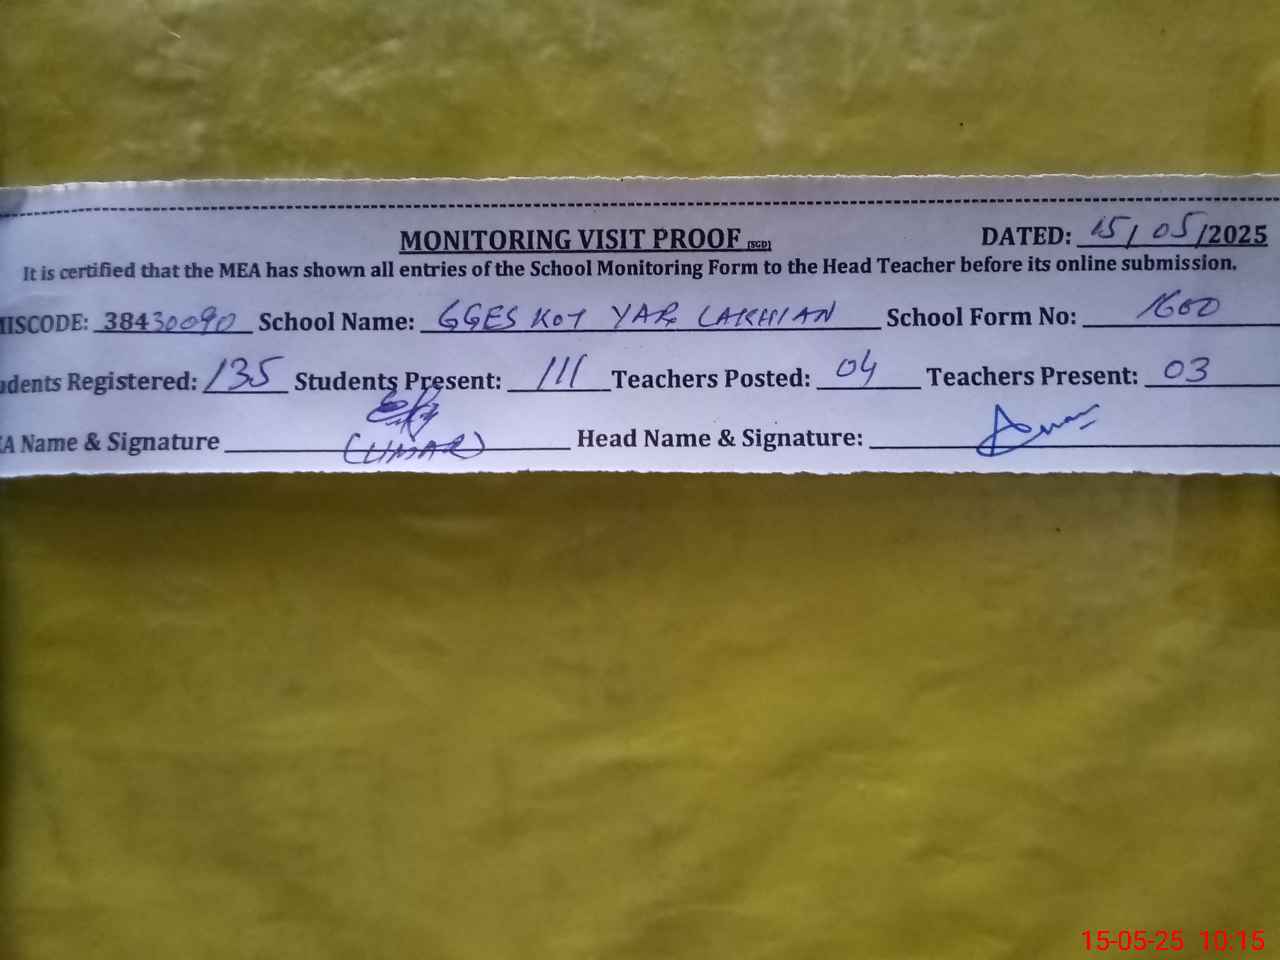 MONITORING VISIT PROOF (SGD) DATED: 15/05/2025
It is certified that the MEA has shown all entries of the School Monitoring Form to the Head Teacher before its online submission.
MISCODE: 38430090 School Name: GGES KOT YAR LAKHIAN School Form No: 1600
dents Registered: 135 Students Present: 111 Teachers Posted: 04 Teachers Present: 03
A Name & Signature (UMAR) Head Name & Signature:
15-05-25 10:15